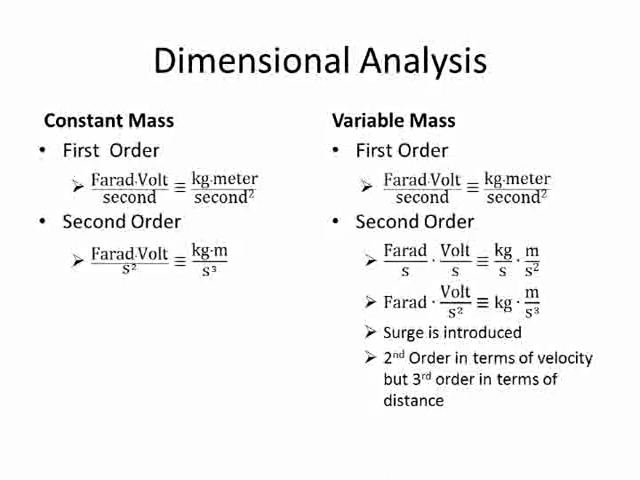 Dimensional Analysis
Constant Mass
• First Order
➢ Farad·Volt/second ≡ kg·meter/second²
• Second Order
➢ Farad·Volt/s² ≡ kg·m/s³
Variable Mass
• First Order
➢ Farad·Volt/second ≡ kg·meter/second²
• Second Order
➢ Farad/s · Volt/s ≡ kg/s · m/s²
➢ Farad · Volt/s² ≡ kg · m/s³
➢ Surge is introduced
➢ 2nd Order in terms of velocity
but 3rd order in terms of
distance